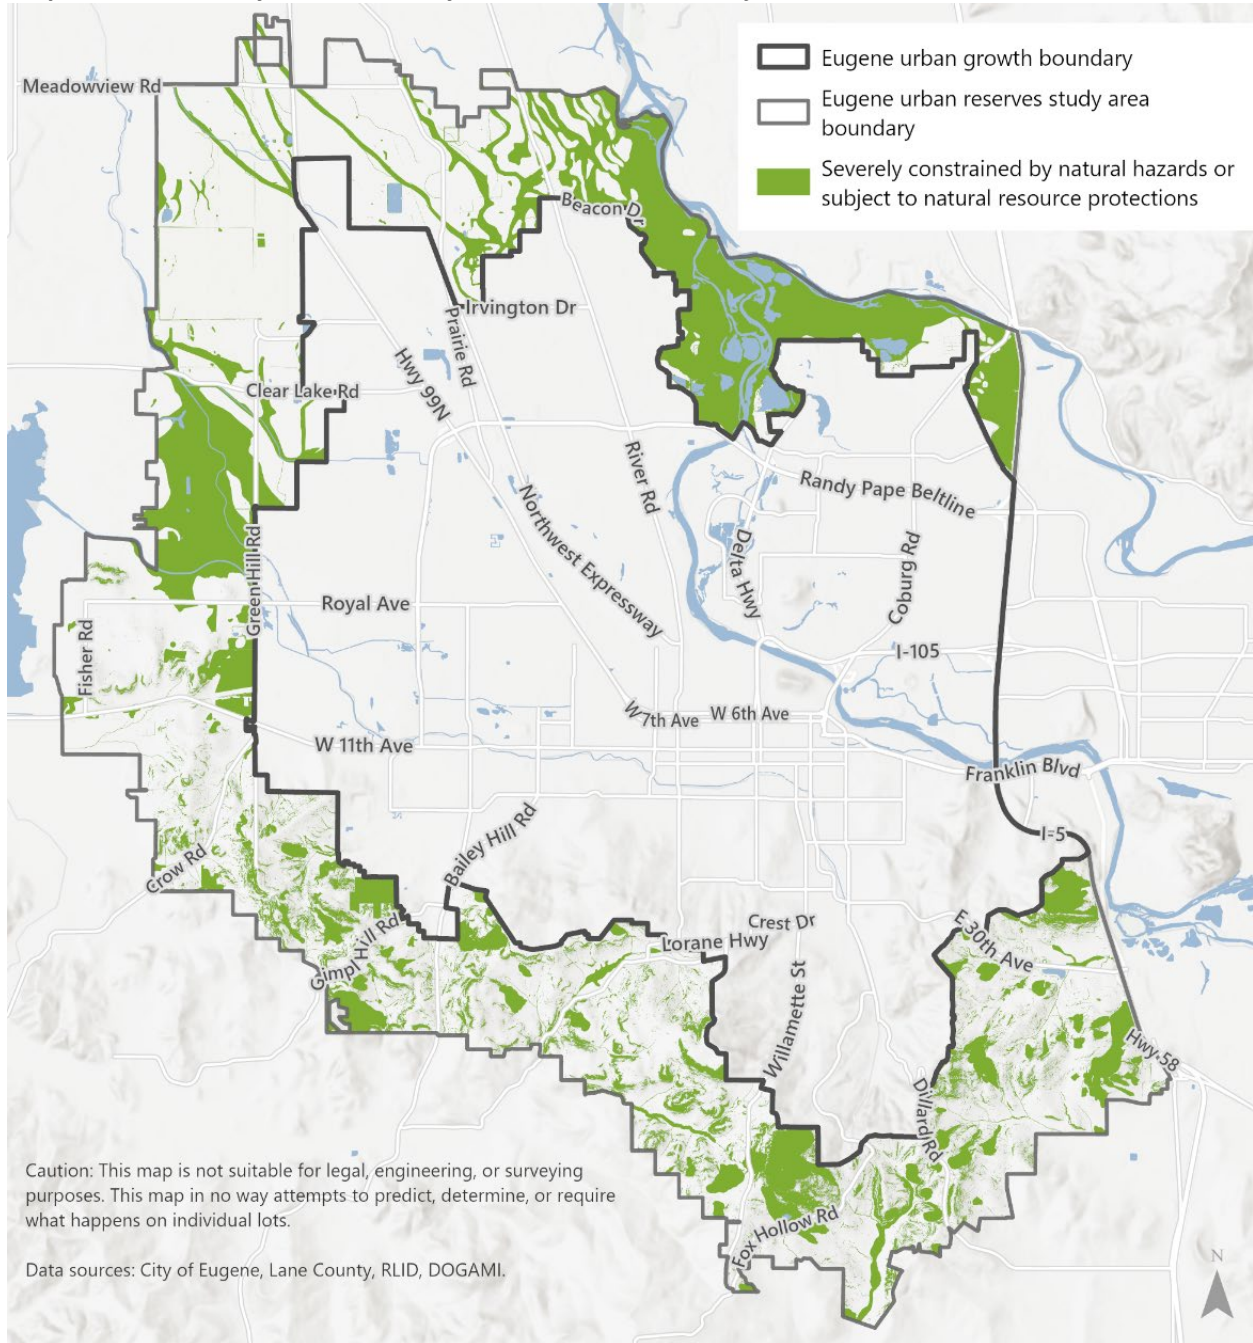 Eugene urban growth boundary
Eugene urban reserves study area
boundary
Severely constrained by natural hazards or
subject to natural resource protections
Meadowview Rd
Beacon Dr
Irvington Dr
Prairie Rd
Hwy 99N
Clear Lake Rd
River Rd
Randy Pape Beltline
Northwest Expressway
Delta Hwy
Coburg Rd
Green Hill Rd
Royal Ave
Fisher Rd
I-105
W 7th Ave
W 6th Ave
W 11th Ave
Franklin Blvd
I-5
Bailey Hill Rd
Crow Rd
Gimpl Hill Rd
Crest Dr
Lorane Hwy
E 30th Ave
Willamette St
Hwy 58
Dillard Rd
Fox Hollow Rd
Caution: This map is not suitable for legal, engineering, or surveying
purposes. This map in no way attempts to predict, determine, or require
what happens on individual lots.
Data sources: City of Eugene, Lane County, RLID, DOGAMI.
N